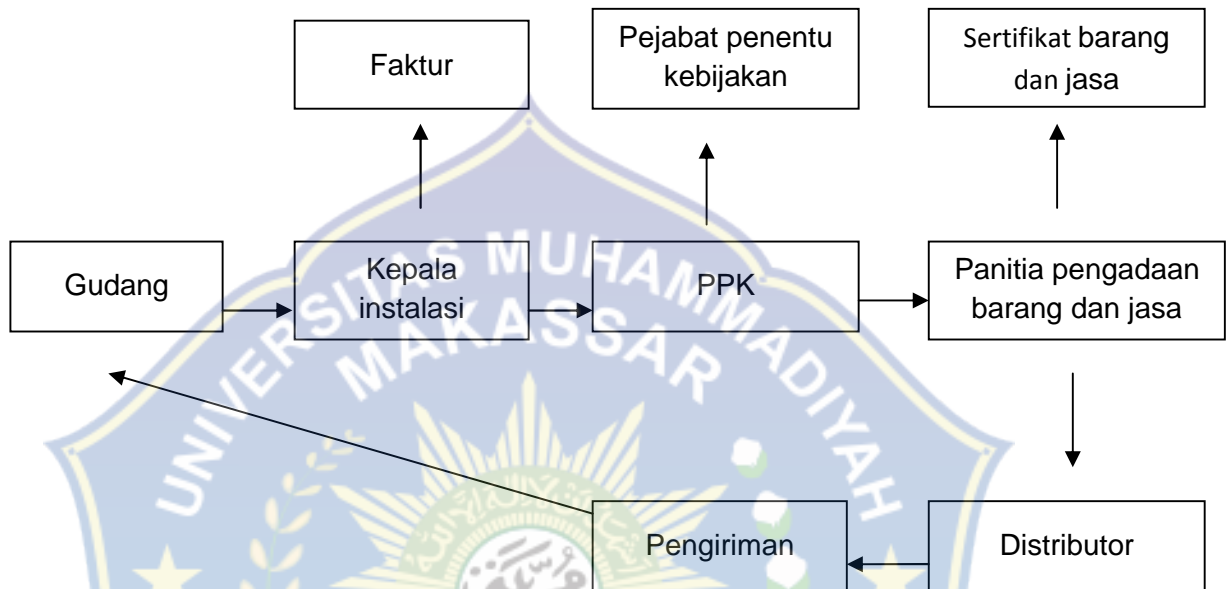 Faktur
Pejabat penentu
kebijakan
Sertifikat barang
dan jasa
Gudang
Kepala
instalasi
PPK
Panitia pengadaan
barang dan jasa
UNIVERSITAS MUHAMMADIYAH
MAKASSAR
Pengiriman
Distributor